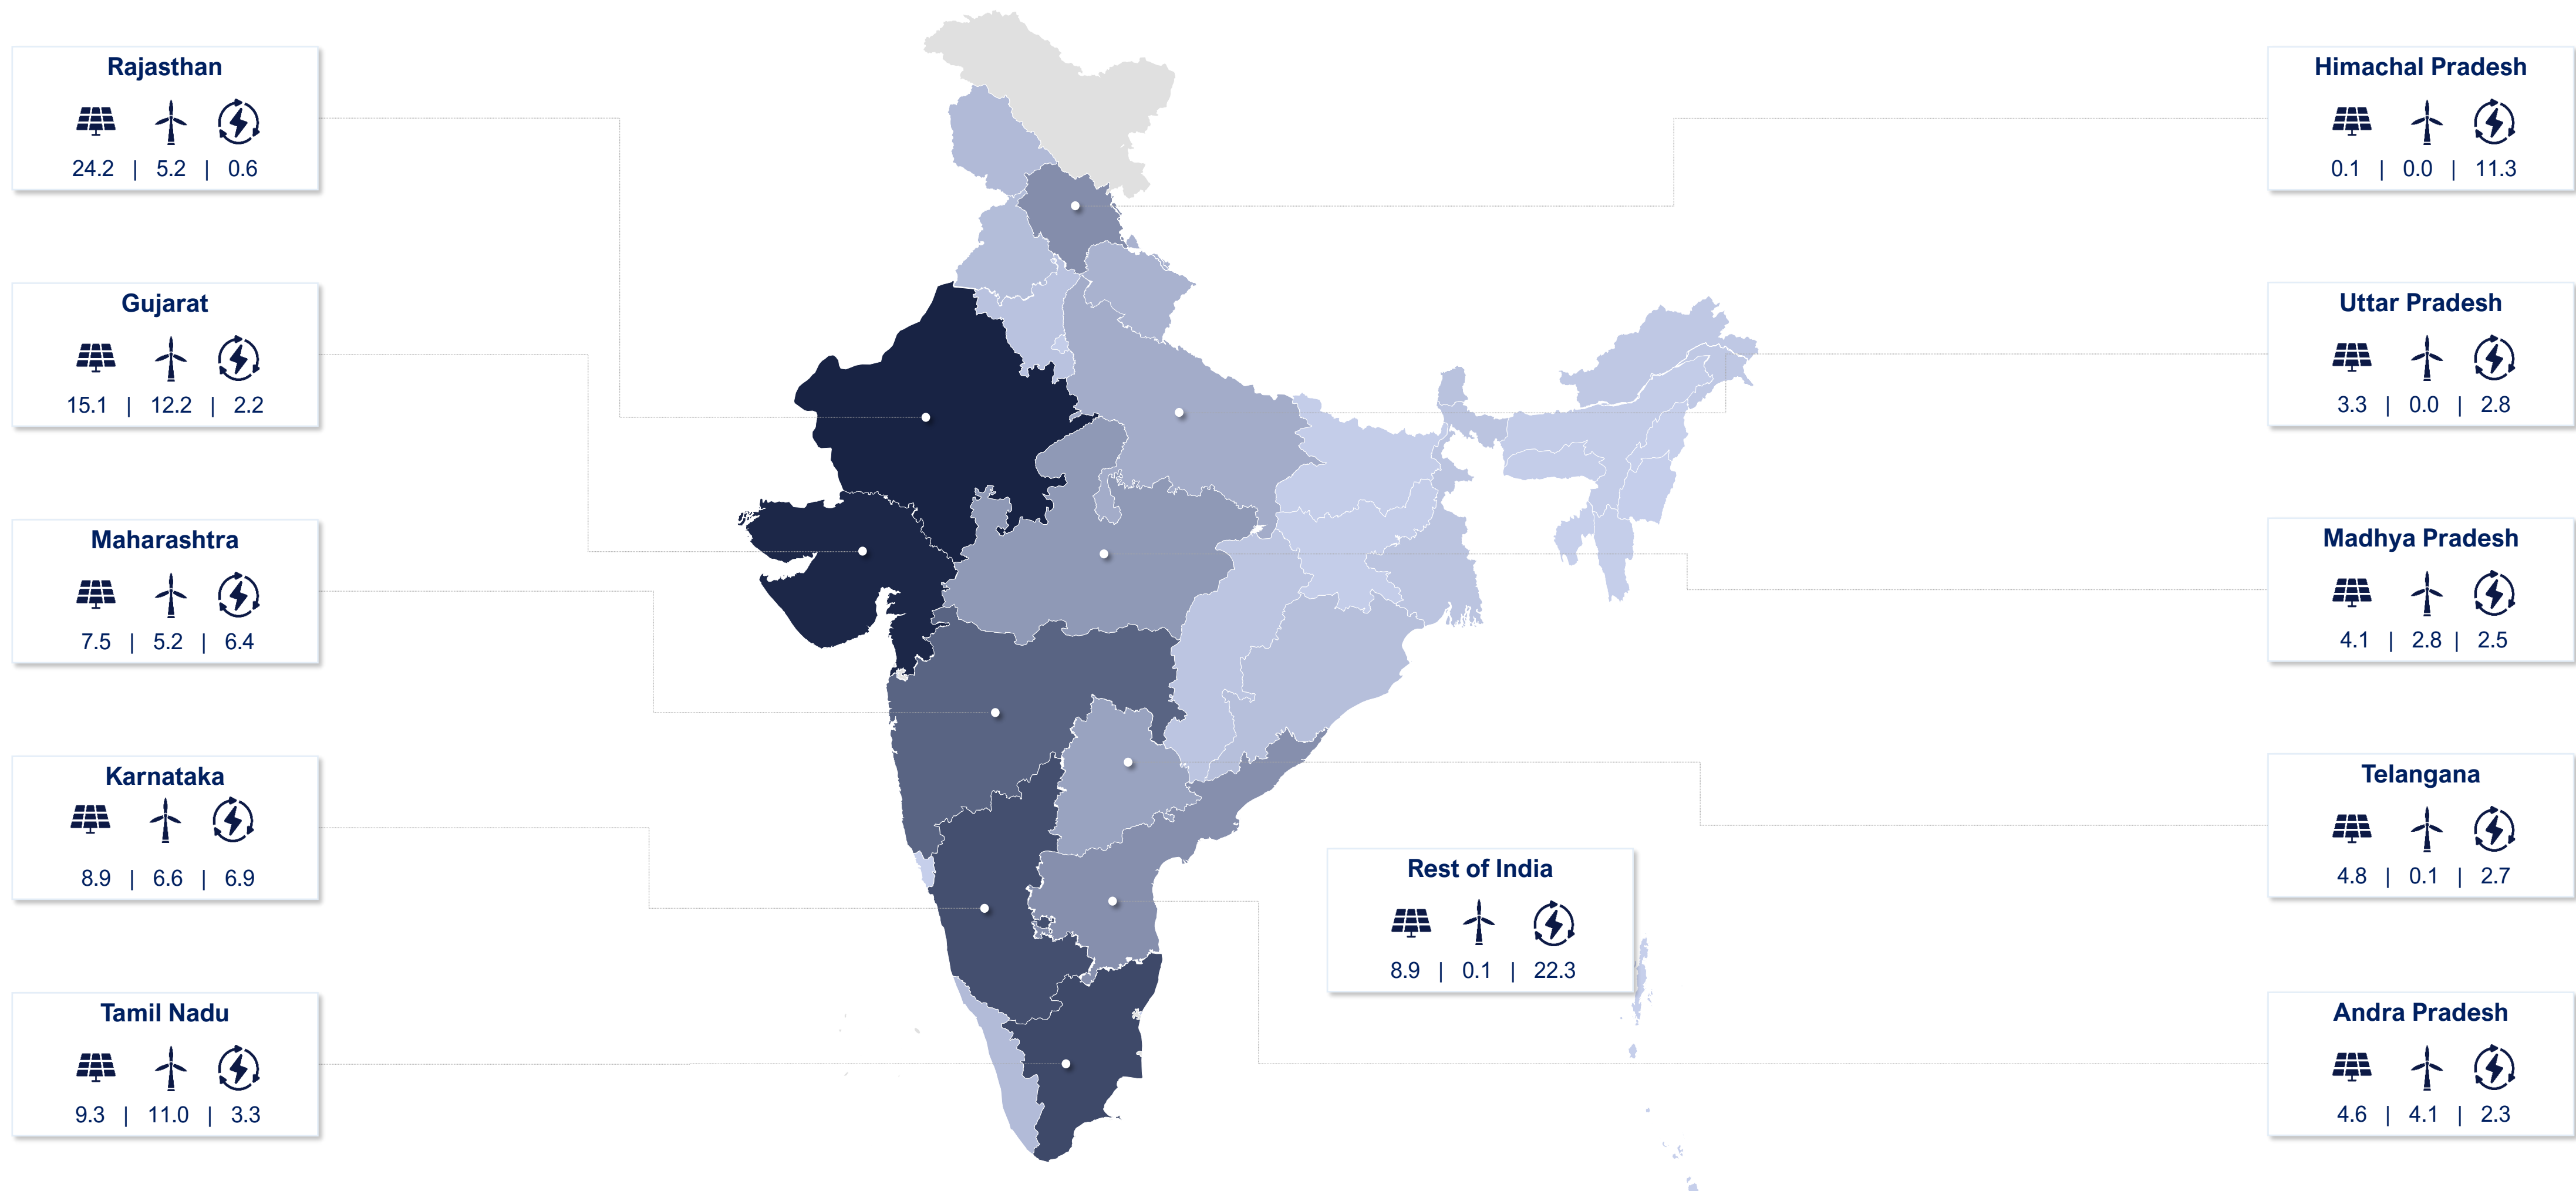 Rajasthan
24.2 | 5.2 | 0.6
Gujarat
15.1 | 12.2 | 2.2
Maharashtra
7.5 | 5.2 | 6.4
Karnataka
8.9 | 6.6 | 6.9
Tamil Nadu
9.3 | 11.0 | 3.3
Himachal Pradesh
0.1 | 0.0 | 11.3
Uttar Pradesh
3.3 | 0.0 | 2.8
Madhya Pradesh
4.1 | 2.8 | 2.5
Telangana
4.8 | 0.1 | 2.7
Rest of India
8.9 | 0.1 | 22.3
Andra Pradesh
4.6 | 4.1 | 2.3